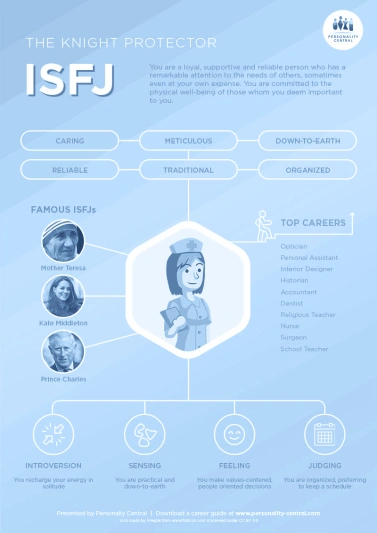 PERSONALITY
CENTRAL
THE KNIGHT PROTECTOR
ISFJ
You are a loyal, supportive and reliable person who has a
remarkable attention to the needs of others, sometimes
even at your own expense. You are committed to the
physical well-being of those whom you deem important
to you.
CARING
METICULOUS
DOWN-TO-EARTH
RELIABLE
TRADITIONAL
ORGANIZED
FAMOUS ISFJs
Mother Teresa
Kate Middleton
Prince Charles
TOP CAREERS
Optician
Personal Assistant
Interior Designer
Historian
Accountant
Dentist
Religious Teacher
Nurse
Surgeon
School Teacher
INTROVERSION
You recharge your energy in
solitude
SENSING
You are practical and
down-to-earth
FEELING
You make values-centered,
people oriented decisions
JUDGING
You are organized, preferring
to keep a schedule
Presented by Personality Central | Download a career guide at www.personality-central.com